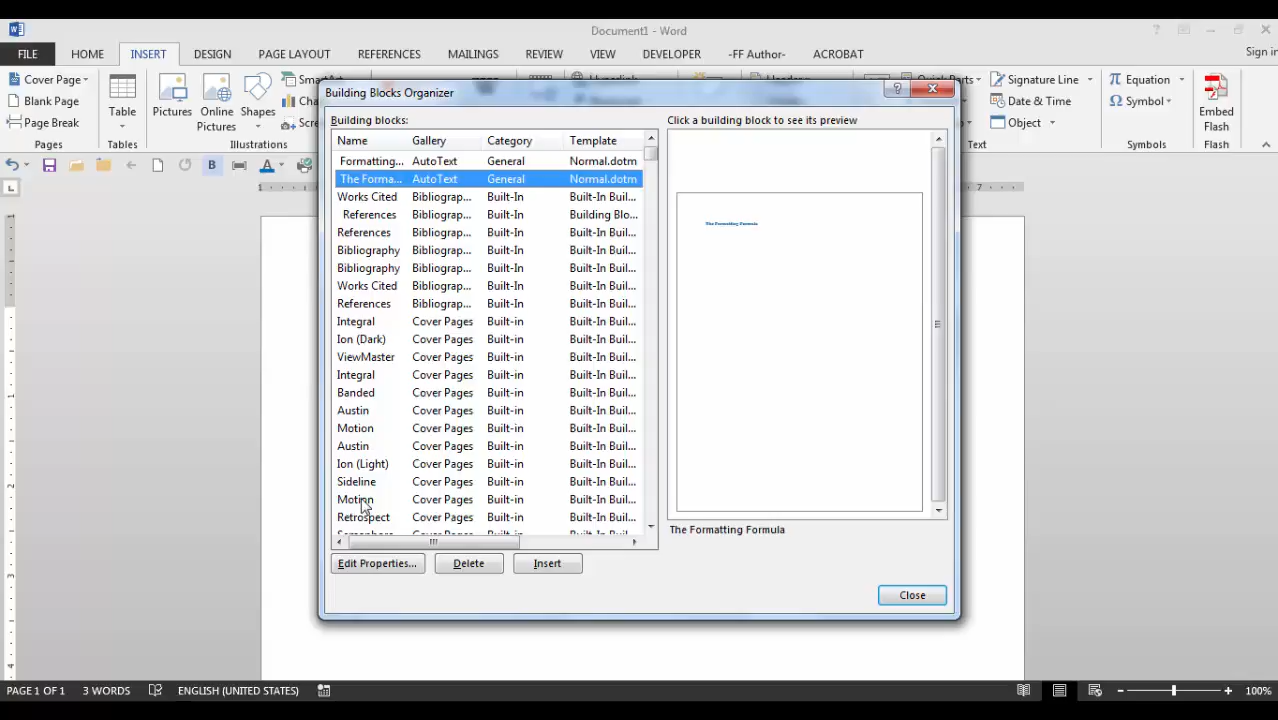 Document1 - Word
FILE HOME INSERT DESIGN PAGE LAYOUT REFERENCES MAILINGS REVIEW VIEW DEVELOPER -FF Author- ACROBAT Sign in
Cover Page
Blank Page
Page Break
Table
Tables
Pictures
Online Pictures
Shapes
SmartArt
Illustrations
Hyperlink
Header
Quick Parts
Signature Line
Date & Time
Object
Text
Equation
Symbol
Symbols
Embed Flash
Flash
Building Blocks Organizer
Building blocks:
Click a building block to see its preview
Name Gallery Category Template
Formatting... AutoText General Normal.dotm
The Forma... AutoText General Normal.dotm
Works Cited Bibliograp... Built-In Built-In Buil...
References Bibliograp... Built-In Building Blo...
References Bibliograp... Built-In Built-In Buil...
Bibliography Bibliograp... Built-In Built-In Buil...
Bibliography Bibliograp... Built-In Built-In Buil...
Works Cited Bibliograp... Built-In Built-In Buil...
References Bibliograp... Built-In Built-In Buil...
Integral Cover Pages Built-in Built-In Buil...
Ion (Dark) Cover Pages Built-in Built-In Buil...
ViewMaster Cover Pages Built-in Built-In Buil...
Integral Cover Pages Built-in Built-In Buil...
Banded Cover Pages Built-in Built-In Buil...
Austin Cover Pages Built-in Built-In Buil...
Motion Cover Pages Built-in Built-In Buil...
Austin Cover Pages Built-in Built-In Buil...
Ion (Light) Cover Pages Built-in Built-In Buil...
Sideline Cover Pages Built-in Built-In Buil...
Motion Cover Pages Built-in Built-In Buil...
Retrospect Cover Pages Built-in Built-In Buil...
The Formatting Formula
The Formatting Formula
Edit Properties... Delete Insert
Close
PAGE 1 OF 1 3 WORDS ENGLISH (UNITED STATES) 100%